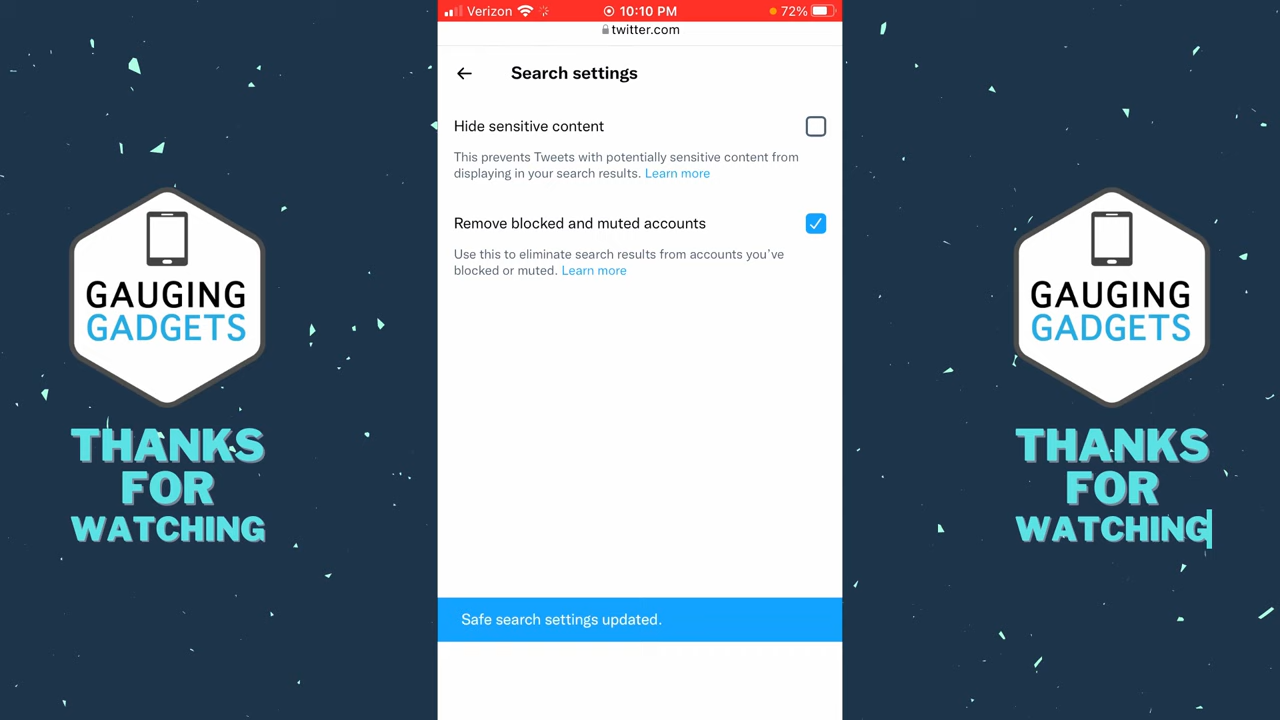 Verizon 10:10 PM 72%
twitter.com
Search settings
Hide sensitive content
This prevents Tweets with potentially sensitive content from
displaying in your search results. Learn more
Remove blocked and muted accounts
Use this to eliminate search results from accounts you've
blocked or muted. Learn more
Safe search settings updated.
GAUGING
GADGETS
THANKS
FOR
WATCHING
GAUGING
GADGETS
THANKS
FOR
WATCHING